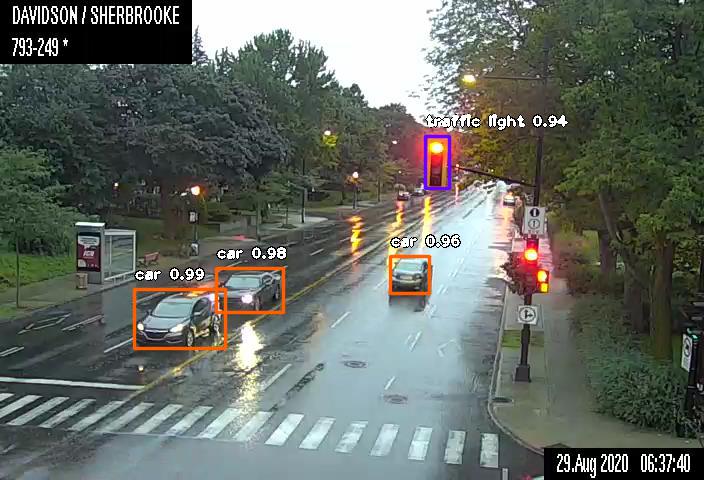 DAVIDSON / SHERBROOKE
793-249 *
traffic light 0.94
car 0.96
car 0.98
car 0.99
29.Aug 2020 06:37:40